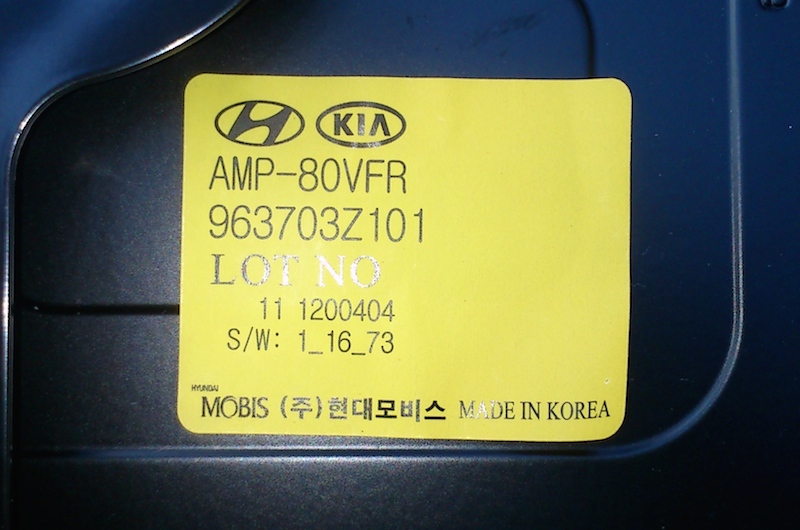 KIA
AMP-80VFR
963703Z101
LOT NO
11 1200404
S/W: 1_16_73
HYUNDAI
MOBIS (주)현대모비스 MADE IN KOREA